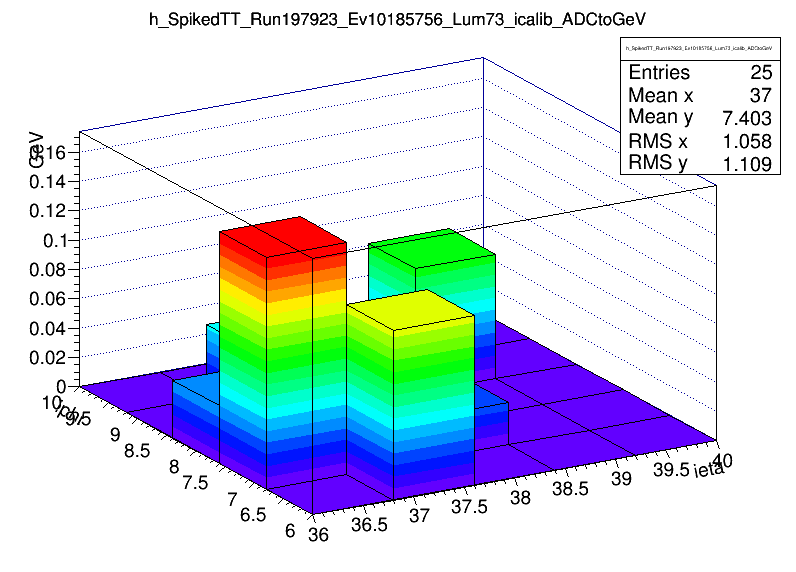 h_SpikedTT_Run197923_Ev10185756_Lum73_icalib_ADCtoGeV
h_SpikedTT_Run197923_Ev10185756_Lum73_icalib_ADCtoGeV
Entries 25
Mean x 37
Mean y 7.403
RMS x 1.058
RMS y 1.109
GeV
0.16
0.14
0.12
0.1
0.08
0.06
0.04
0.02
0
10
9.5
iphi
9
8.5
8
7.5
7
6.5
6
36
36.5
37
37.5
38
38.5
39
39.5
40
ieta